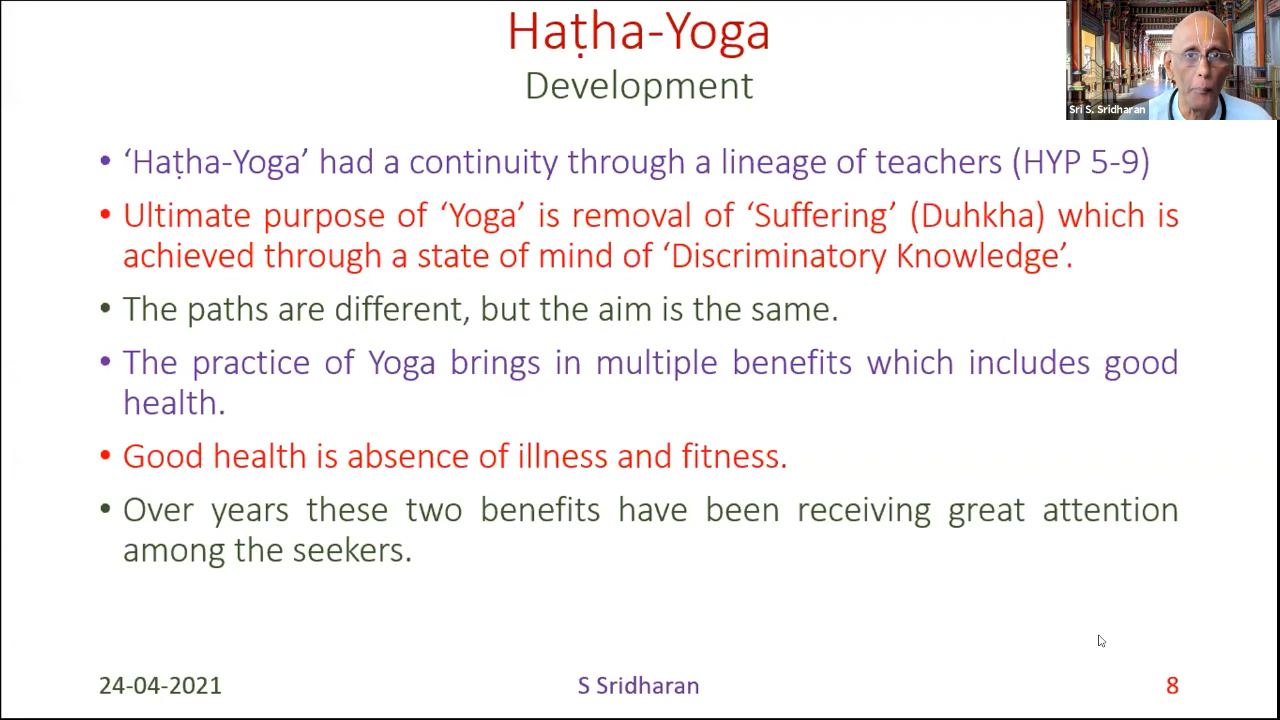 Haṭha-Yoga
Development
Sri S. Sridharan
• ‘Haṭha-Yoga’ had a continuity through a lineage of teachers (HYP 5-9)
• Ultimate purpose of ‘Yoga’ is removal of ‘Suffering’ (Duhkha) which is
achieved through a state of mind of ‘Discriminatory Knowledge’.
• The paths are different, but the aim is the same.
• The practice of Yoga brings in multiple benefits which includes good
health.
• Good health is absence of illness and fitness.
• Over years these two benefits have been receiving great attention
among the seekers.
24-04-2021
S Sridharan
8